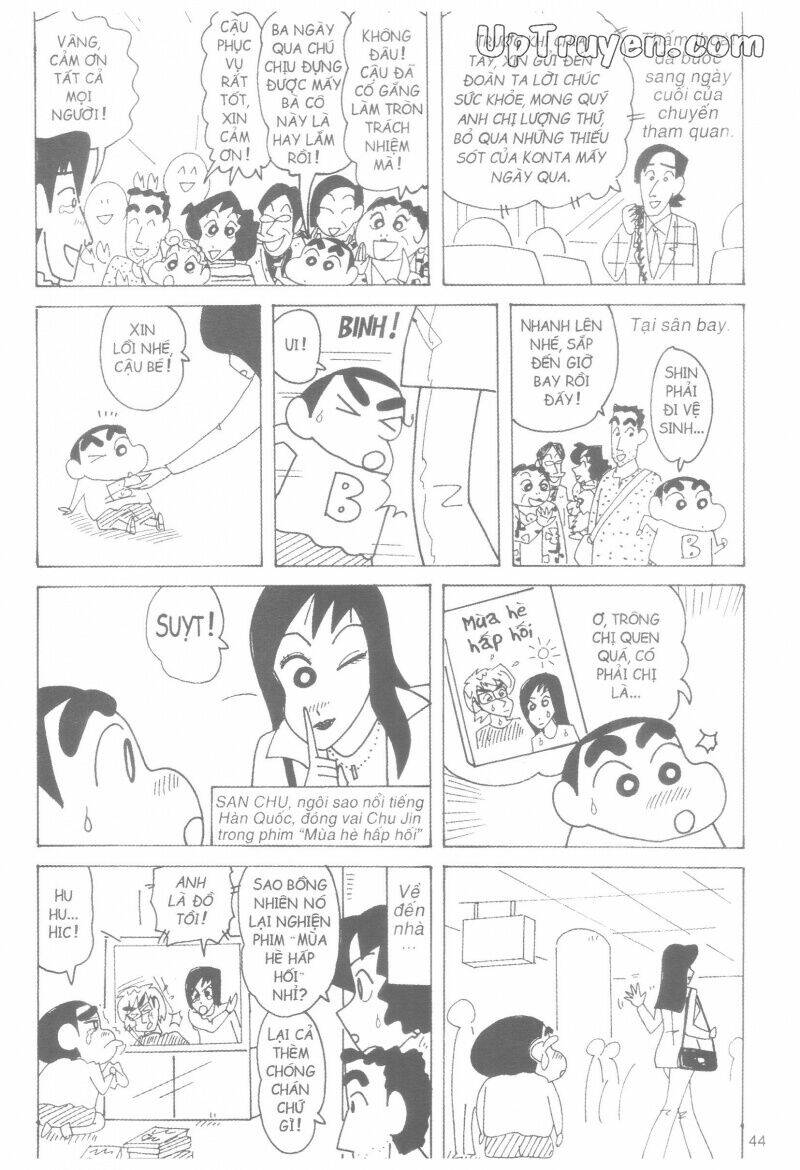 UpTruyen.com
đã bước
sang ngày
cuối của
chuyến
tham quan.
TRƯỚC KHI CHIA
TAY, XIN GỬI ĐẾN
ĐOÀN TA LỜI CHÚC
SỨC KHỎE, MONG QUÝ
ANH CHỊ LƯỢNG THỨ,
BỎ QUA NHỮNG THIẾU
SÓT CỦA KONTA MẤY
NGÀY QUA.
KHÔNG
ĐÂU!
CẬU ĐÃ
CỐ GẮNG
LÀM TRÒN
TRÁCH
NHIỆM
MÀ!
BA NGÀY
QUA CHÚ
CHỊU ĐỰNG
ĐƯỢC MẤY
BÀ CÔ
NÀY LÀ
HAY LẮM
RỒI!
CẬU
PHỤC
VỤ
RẤT
TỐT,
XIN
CẢM
ƠN!
VÂNG,
CẢM ƠN
TẤT CẢ
MỌI
NGƯỜI!
Tại sân bay.
SHIN
PHẢI
ĐI VỆ
SINH...
NHANH LÊN
NHÉ, SẮP
ĐẾN GIỜ
BAY RỒI
ĐẤY!
B
BINH!
UI!
B
XIN
LỖI NHÉ,
CẬU BÉ!
Ơ, TRÔNG
CHỊ QUEN
QUÁ, CÓ
PHẢI CHỊ
LÀ...
Mùa hè
hấp hối
SUỴT!
SAN CHU, ngôi sao nổi tiếng
Hàn Quốc, đóng vai Chu Jin
trong phim "Mùa hè hấp hối"
Về
đến
nhà
...
SAO BỖNG
NHIÊN NÓ
LẠI NGHIỆN
PHIM "MÙA
HÈ HẤP
HỐI"
NHỈ?
LẠI CẢ
THÈM
CHÓNG
CHÁN
CHỨ
GÌ!
ANH
LÀ ĐỒ
TỒI!
HU
HU...
HIC!
44